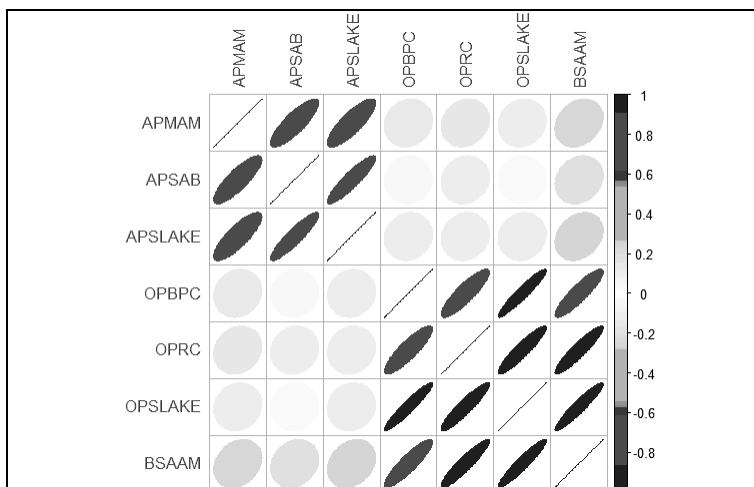 APMAM
APSAB
APSLAKE
OPBPC
OPRC
OPSLAKE
BSAAM
APMAM
APSAB
APSLAKE
OPBPC
OPRC
OPSLAKE
BSAAM
1
0.8
0.6
0.4
0.2
0
-0.2
-0.4
-0.6
-0.8